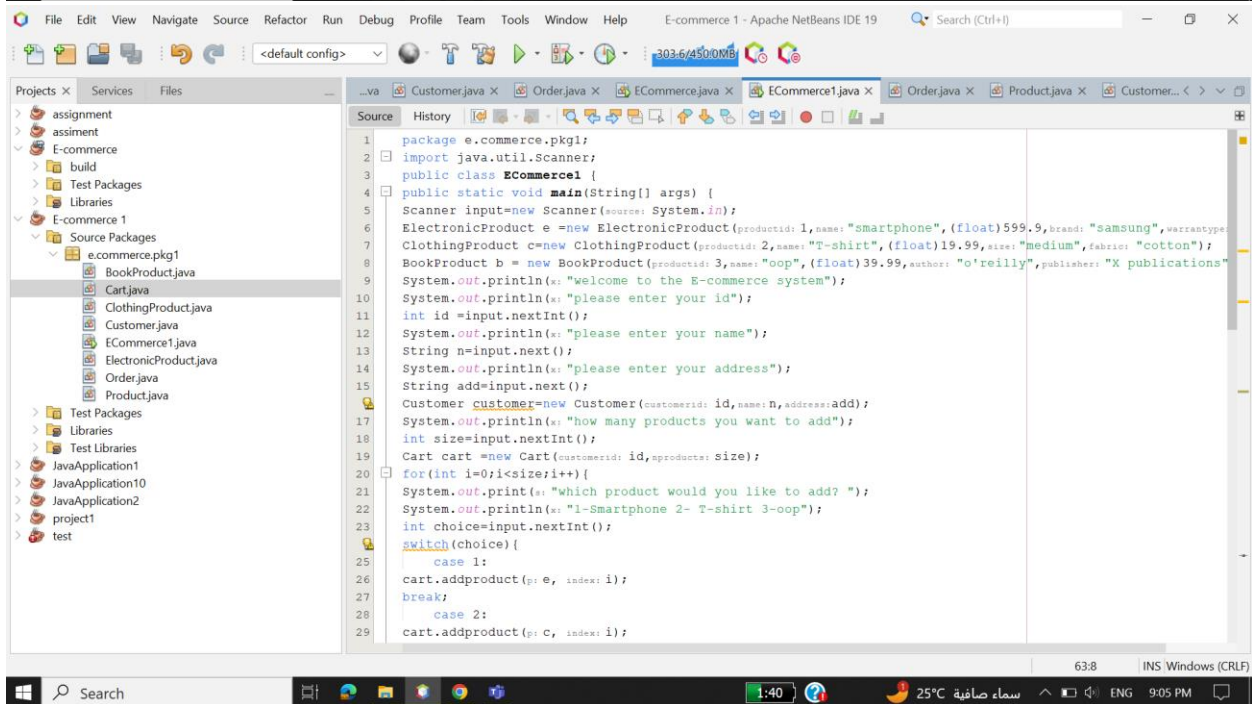 File Edit View Navigate Source Refactor Run Debug Profile Team Tools Window Help E-commerce 1 - Apache NetBeans IDE 19 Search (Ctrl+I)
<default config> 303.6/450.0MB
Projects Services Files
...va Customer.java Order.java ECommerce.java ECommerce1.java Order.java Product.java Customer...
Source History
assignment
assiment
E-commerce
build
Test Packages
Libraries
E-commerce 1
Source Packages
e.commerce.pkg1
BookProduct.java
Cart.java
ClothingProduct.java
Customer.java
ECommerce1.java
ElectronicProduct.java
Order.java
Product.java
Test Packages
Libraries
Test Libraries
JavaApplication1
JavaApplication10
JavaApplication2
project1
test
1 package e.commerce.pkg1;
2 import java.util.Scanner;
3 public class ECommerce1 {
4 public static void main(String[] args) {
5 Scanner input=new Scanner(source: System.in);
6 ElectronicProduct e =new ElectronicProduct(productid: 1,name: "smartphone",(float)599.9,brand: "samsung",warrantype:
7 ClothingProduct c=new ClothingProduct(productid: 2,name: "T-shirt",(float)19.99,size: "medium",fabric: "cotton");
8 BookProduct b = new BookProduct(productid: 3,name: "oop",(float)39.99,author: "o'reilly",publisher: "X publications"
9 System.out.println(x: "welcome to the E-commerce system");
10 System.out.println(x: "please enter your id");
11 int id =input.nextInt();
12 System.out.println(x: "please enter your name");
13 String n=input.next();
14 System.out.println(x: "please enter your address");
15 String add=input.next();
Customer customer=new Customer(customerid: id,name: n,address: add);
17 System.out.println(x: "how many products you want to add");
18 int size=input.nextInt();
19 Cart cart =new Cart(customerid: id,nproducts: size);
20 for(int i=0;i<size;i++){
21 System.out.print(s: "which product would you like to add? ");
22 System.out.println(x: "1-Smartphone 2- T-shirt 3-oop");
23 int choice=input.nextInt();
switch(choice){
25 case 1:
26 cart.addproduct(p: e, index: i);
27 break;
28 case 2:
29 cart.addproduct(p: c, index: i);
63:8 INS Windows (CRLF)
Search 1:40 25°C سماء صافية ENG 9:05 PM